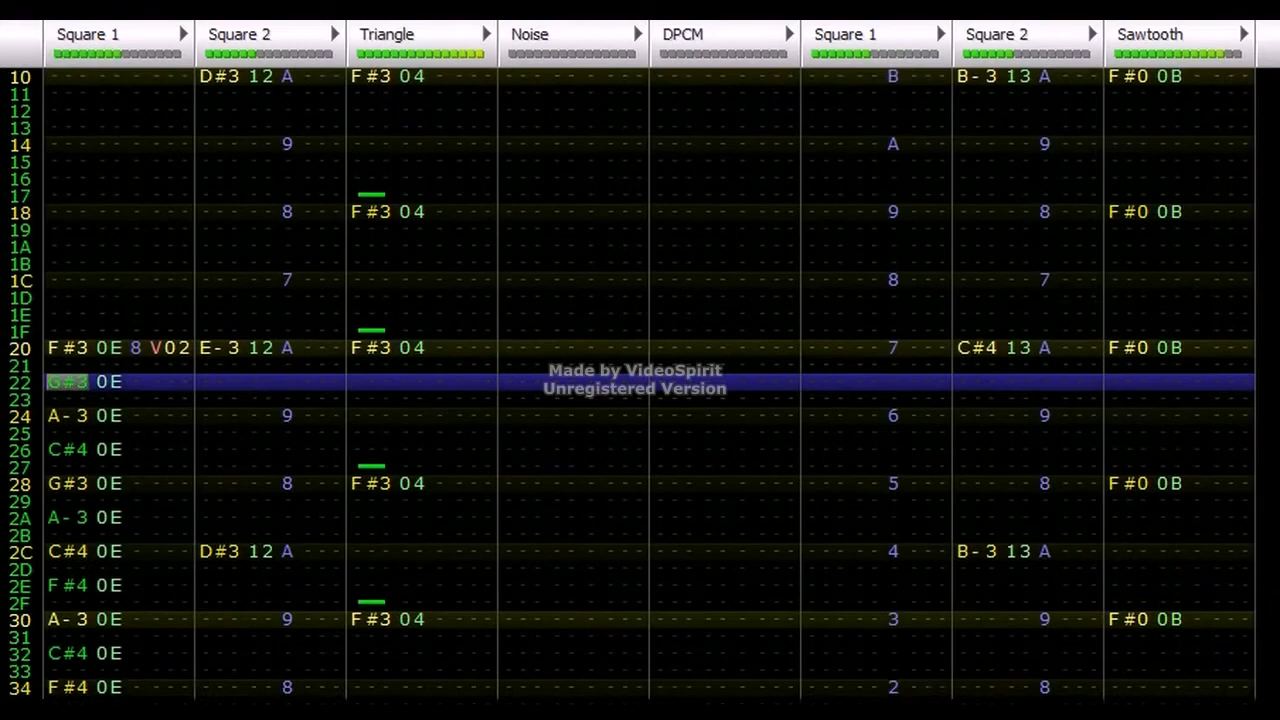 Square 1 Square 2 Triangle Noise DPCM Square 1 Square 2 Sawtooth
10 D#3 12 A F#3 04 B B-3 13 A F#0 0B
11
12
13
14 9 A 9
15
16
17
18 8 F#3 04 9 8 F#0 0B
19
1A
1B
1C 7 8 7
1D
1E
1F
20 F#3 0E 8 V02 E-3 12 A F#3 04 7 C#4 13 A F#0 0B
21
Made by VideoSpirit
22 G#3 0E
Unregistered Version
23
24 A-3 0E 9 6 9
25
26 C#4 0E
27
28 G#3 0E 8 F#3 04 5 8 F#0 0B
29
2A A-3 0E
2B
2C C#4 0E D#3 12 A 4 B-3 13 A
2D
2E F#4 0E
2F
30 A-3 0E 9 F#3 04 3 9 F#0 0B
31
32 C#4 0E
33
34 F#4 0E 8 2 8